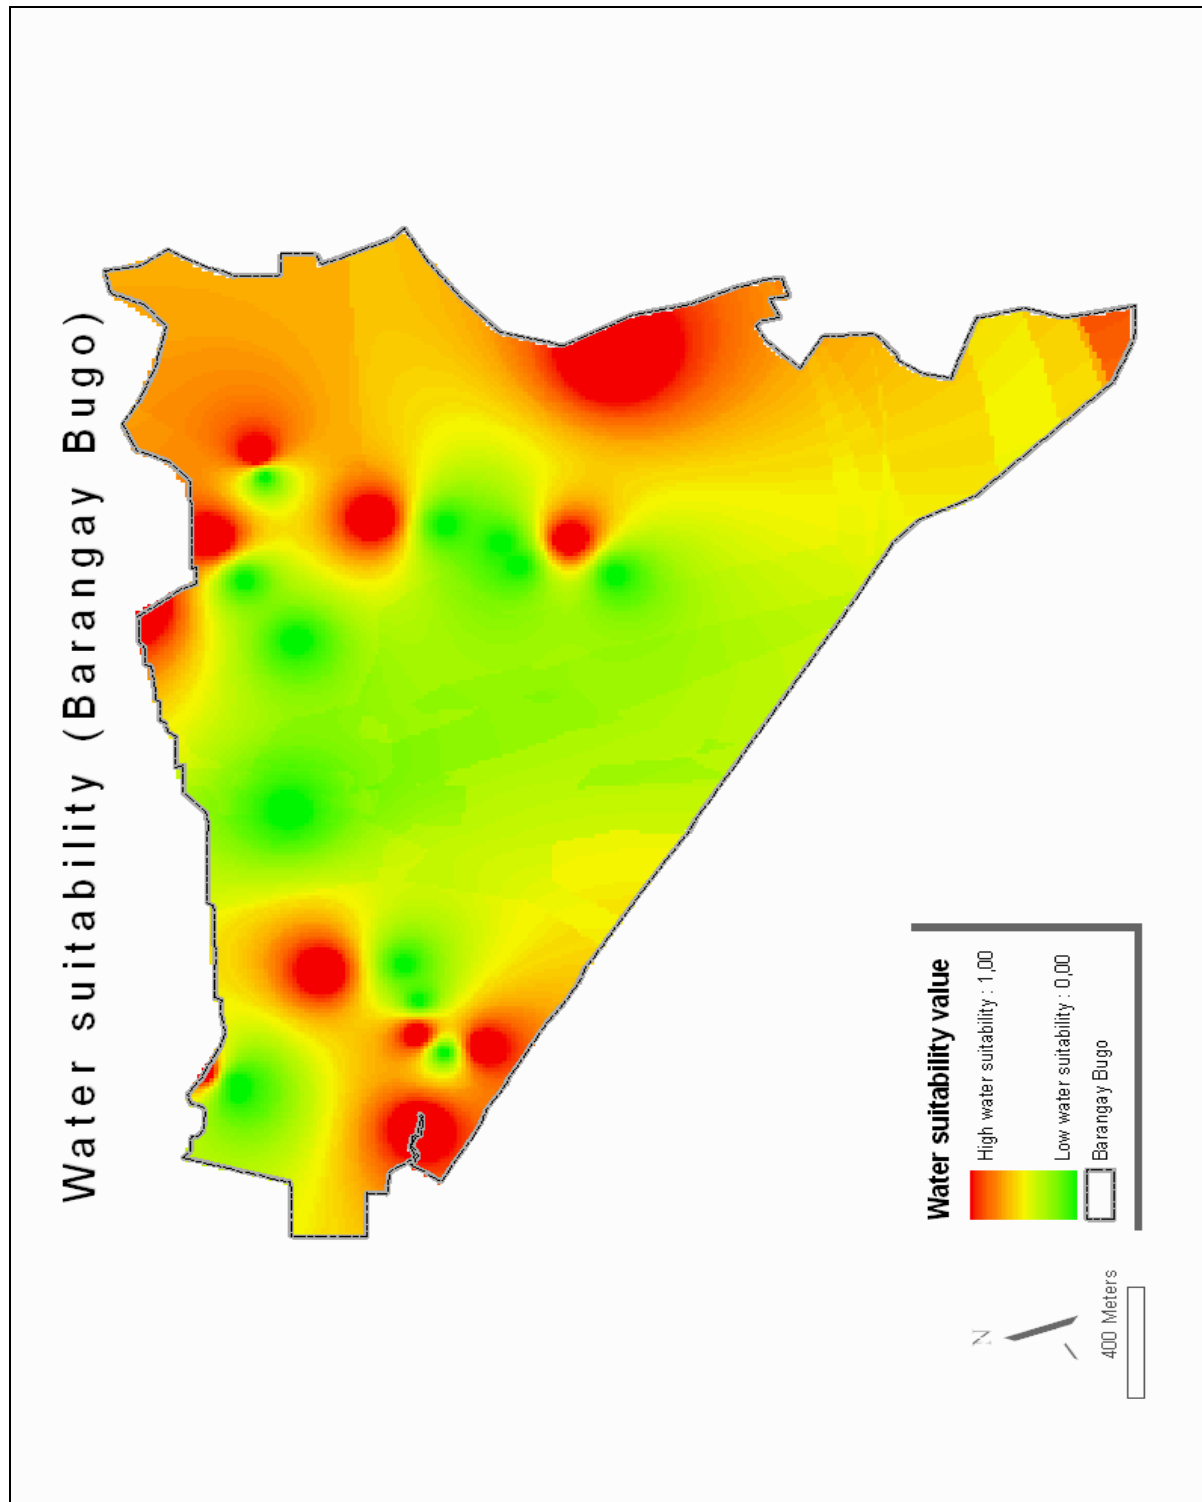 Water suitability (Barangay Bugo)
Water suitability value
High water suitability : 1,00
Low water suitability : 0,00
Barangay Bugo
N
400 Meters